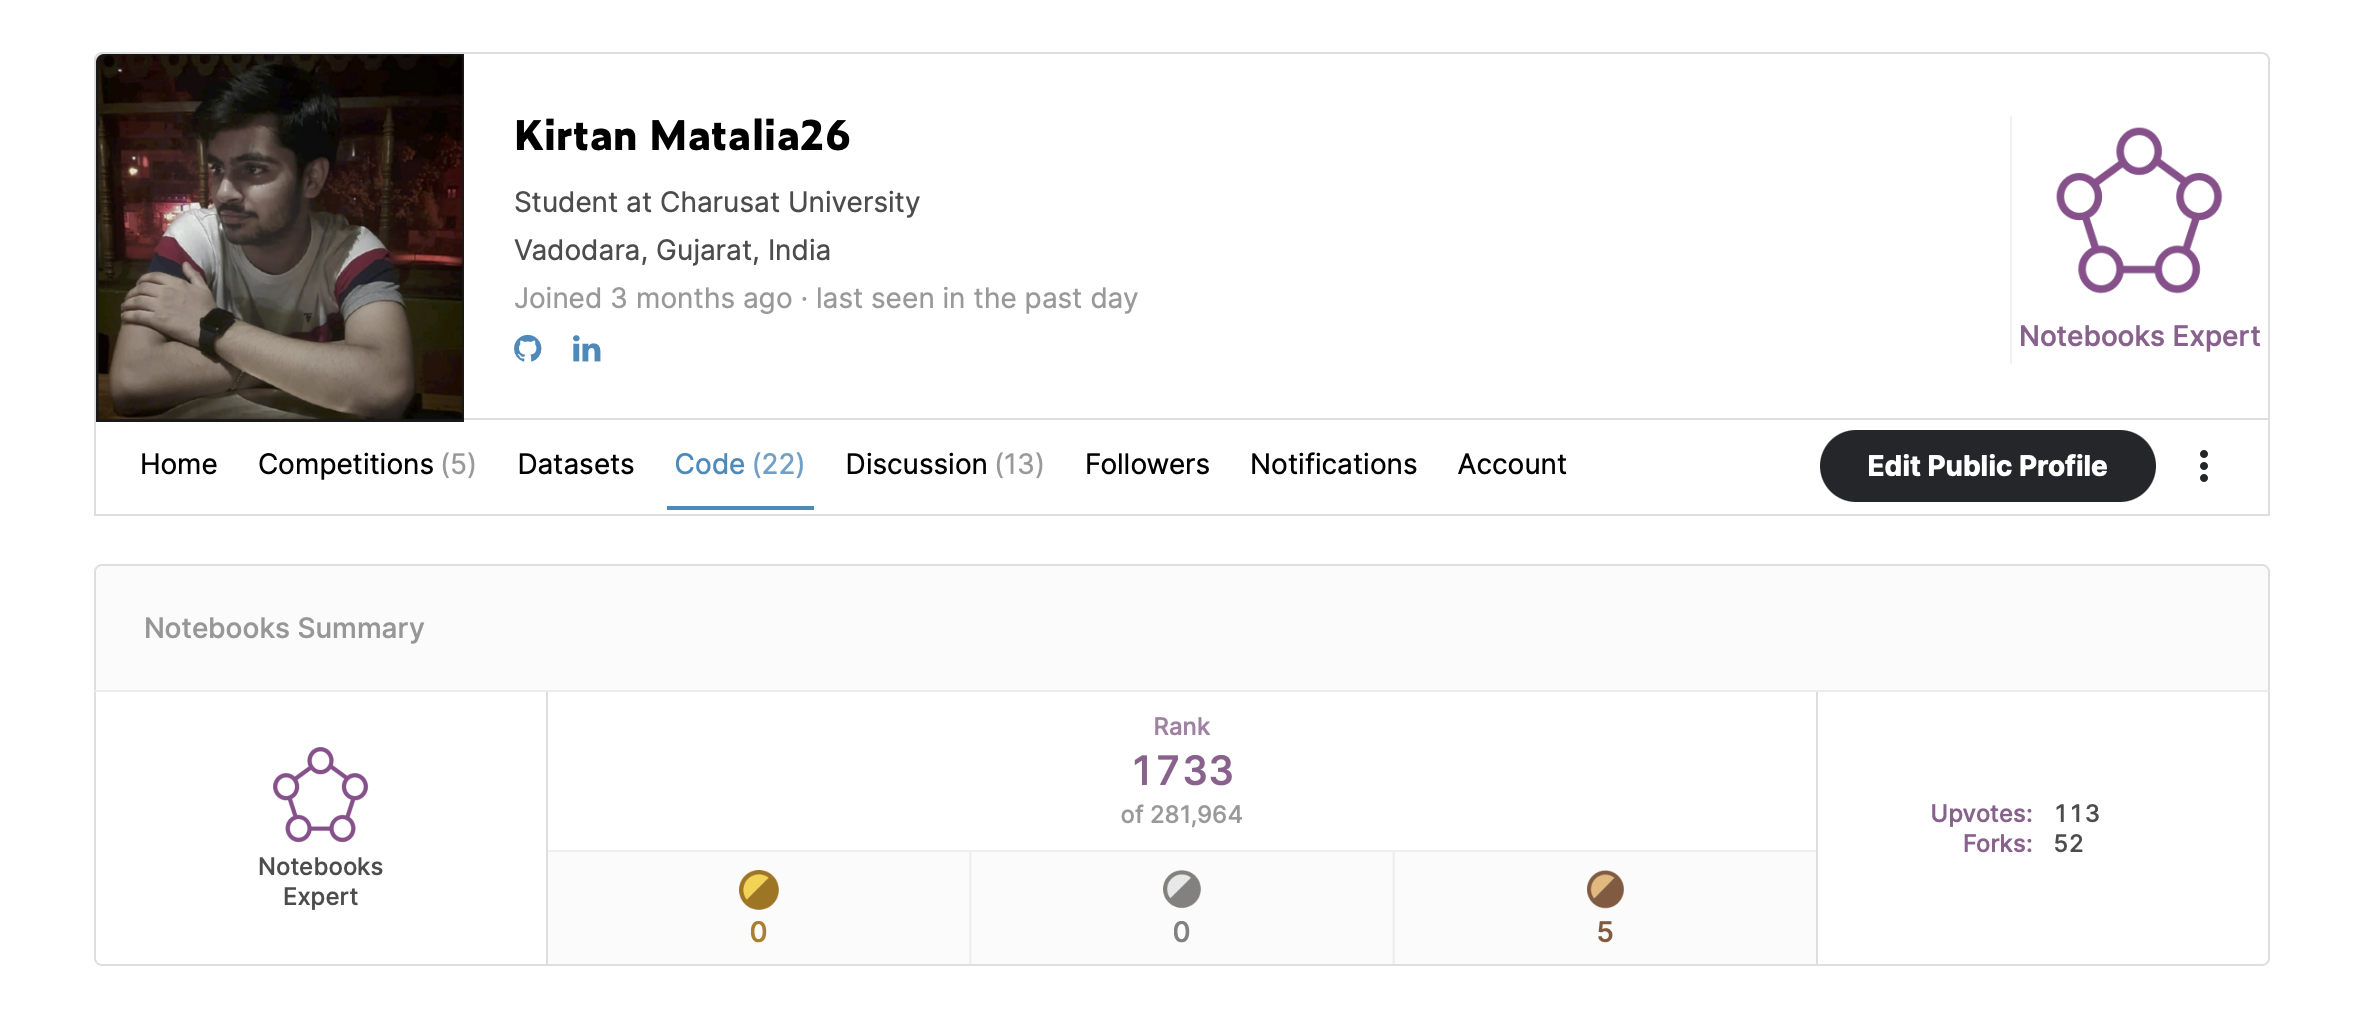 Kirtan Matalia26
Student at Charusat University
Vadodara, Gujarat, India
Joined 3 months ago · last seen in the past day
in
Notebooks Expert
Home Competitions (5) Datasets Code (22) Discussion (13) Followers Notifications Account Edit Public Profile
Notebooks Summary
Notebooks
Expert
Rank
1733
of 281,964
0 0 5
Upvotes: 113
Forks: 52